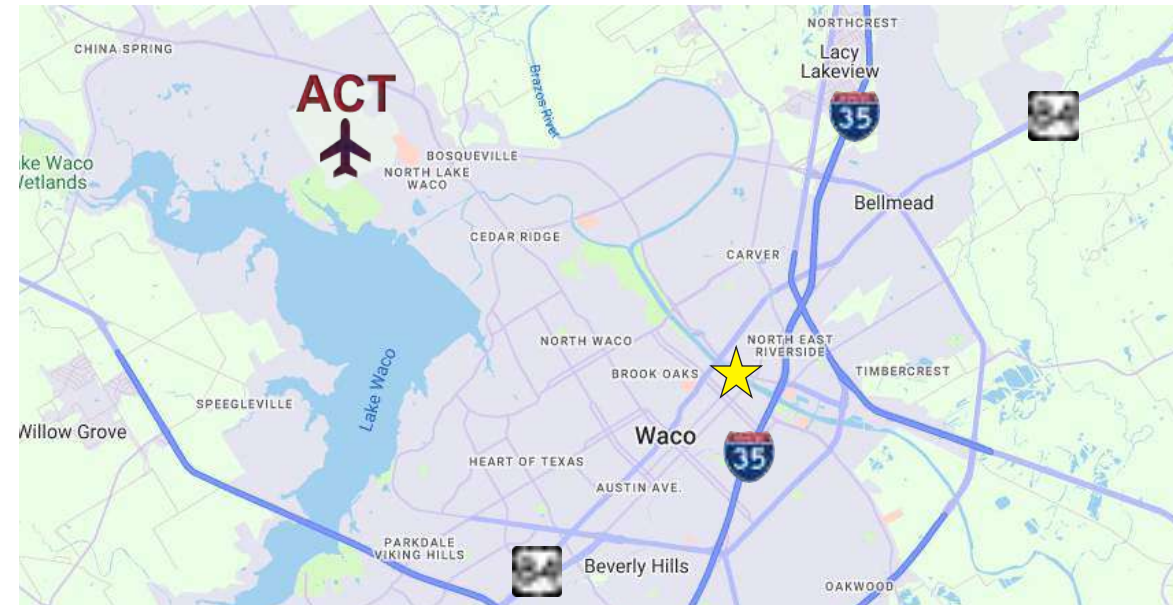 NORTHCREST
CHINA SPRING
Lacy
Lakeview
ACT
35
84
Brazos River
BOSQUEVILLE
NORTH LAKE
WACO
ke Waco
Wetlands
Bellmead
CEDAR RIDGE
CARVER
NORTH WACO
NORTH EAST
RIVERSIDE
BROOK OAKS
TIMBERCREST
Lake Waco
SPEEGLEVILLE
Willow Grove
Waco
35
HEART OF TEXAS
AUSTIN AVE.
PARKDALE
VIKING HILLS
84
Beverly Hills
OAKWOOD